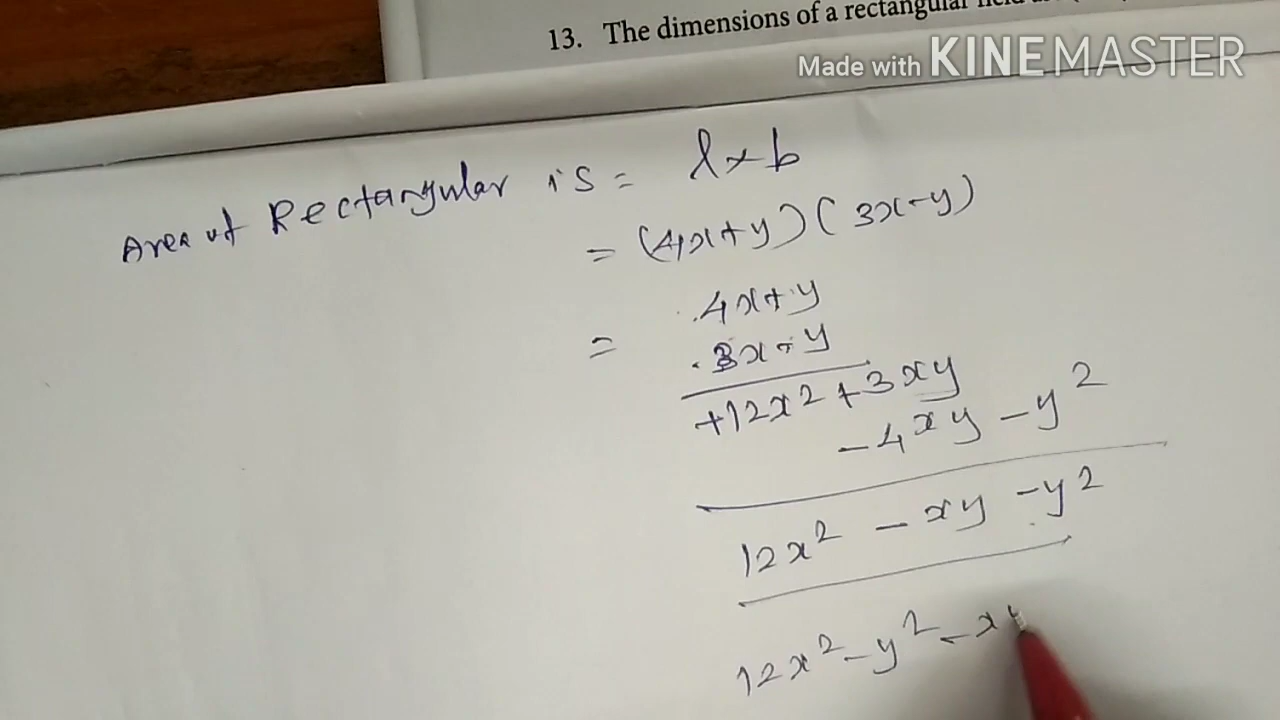 13. The dimensions of a rectangular
Made with KINEMASTER
Area of Rectangular is = l × b
= (4x+y)(3x-y)
= 4x+y
3x-y
+12x² +3xy
-4xy -y²
12x² - xy -y²
12x² - y² - xy